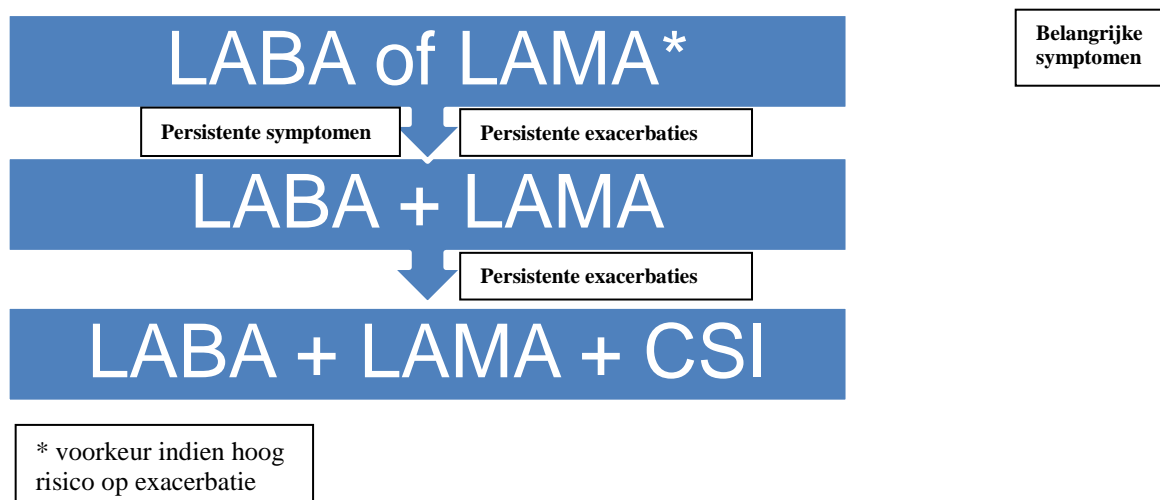 LABA of LAMA*
Belangrijke
symptomen
Persistente symptomen
Persistente exacerbaties
LABA + LAMA
Persistente exacerbaties
LABA + LAMA + CSI
* voorkeur indien hoog
risico op exacerbatie